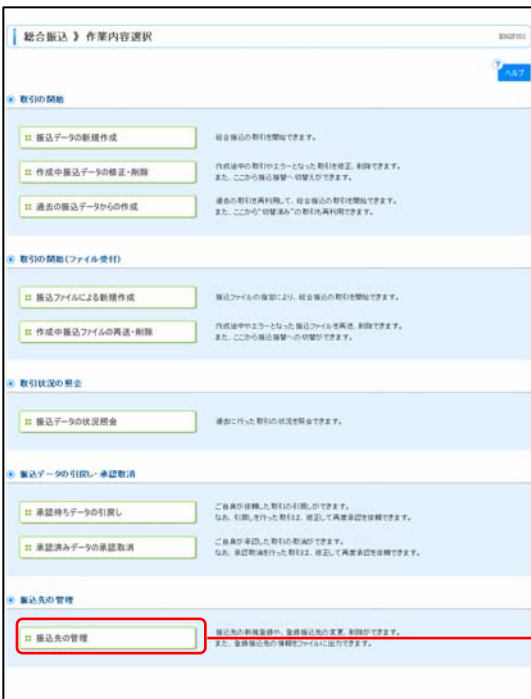 総合振込 》 作業内容選択
BSGF001
?
ヘルプ
取引の開始
振込データの新規作成
総合振込の取引を開始できます。
作成中振込データの修正・削除
作成途中の取引やエラーとなった取引を修正、削除できます。
また、ここから振込振替へ切替えができます。
過去の振込データからの作成
過去の取引を再利用して、総合振込の取引を開始できます。
また、ここから"切替済み"の取引も再利用できます。
取引の開始(ファイル受付)
振込ファイルによる新規作成
振込ファイルの指定により、総合振込の取引を開始できます。
作成中振込ファイルの再送・削除
作成途中やエラーとなった振込ファイルを再送、削除できます。
また、ここから振込振替への切替ができます。
取引状況の照会
振込データの状況照会
過去に行った取引の状況を照会できます。
振込データの引戻し・承認取消
承認待ちデータの引戻し
ご自身が依頼した取引の引戻しができます。
なお、引戻しを行った取引は、修正して再度承認を依頼できます。
承認済みデータの承認取消
ご自身が承認した取引の取消ができます。
なお、承認取消を行った取引は、修正して再度承認を依頼できます。
振込先の管理
振込先の管理
振込先の新規登録や、登録振込先の変更、削除ができます。
また、登録振込先の情報をファイルに出力できます。